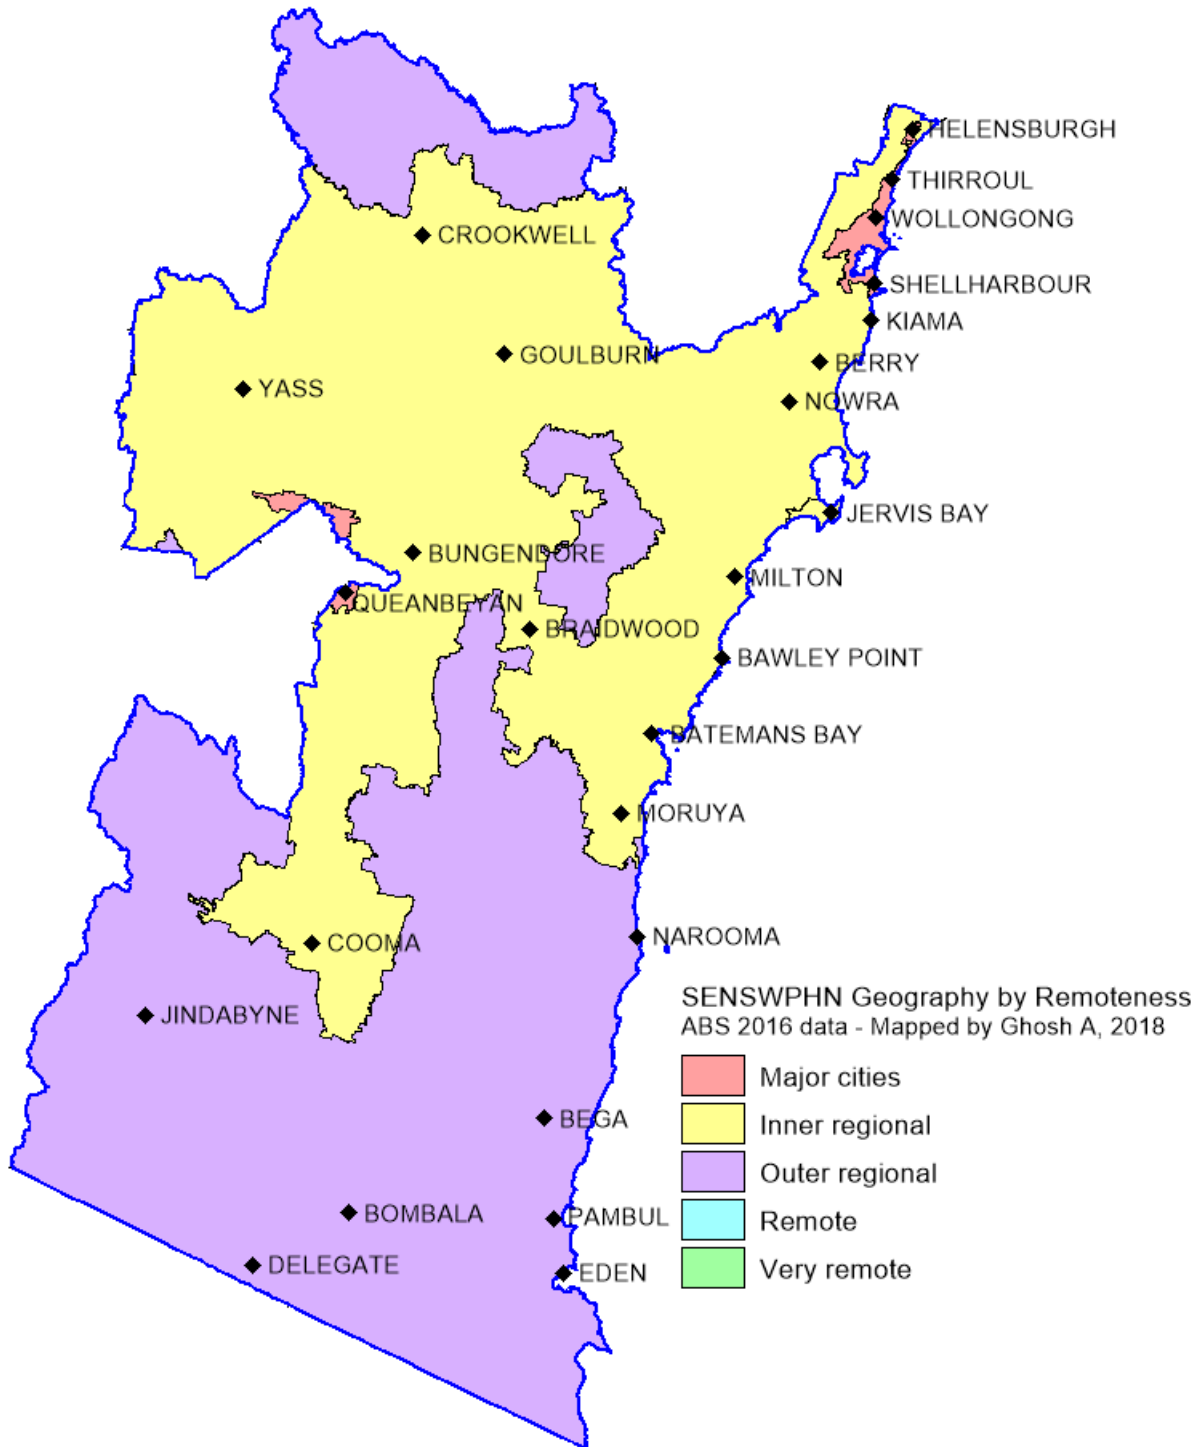 HELENSBURGH
THIRROUL
WOLLONGONG
CROOKWELL
SHELLHARBOUR
KIAMA
GOULBURN
BERRY
YASS
NOWRA
JERVIS BAY
BUNGENDORE
MILTON
QUEANBEYAN
BRAIDWOOD
BAWLEY POINT
BATEMANS BAY
MORUYA
NAROOMA
COOMA
SENSWPHN Geography by Remoteness
ABS 2016 data - Mapped by Ghosh A, 2018
JINDABYNE
Major cities
BEGA
Inner regional
Outer regional
BOMBALA
PAMBUL
Remote
DELEGATE
EDEN
Very remote